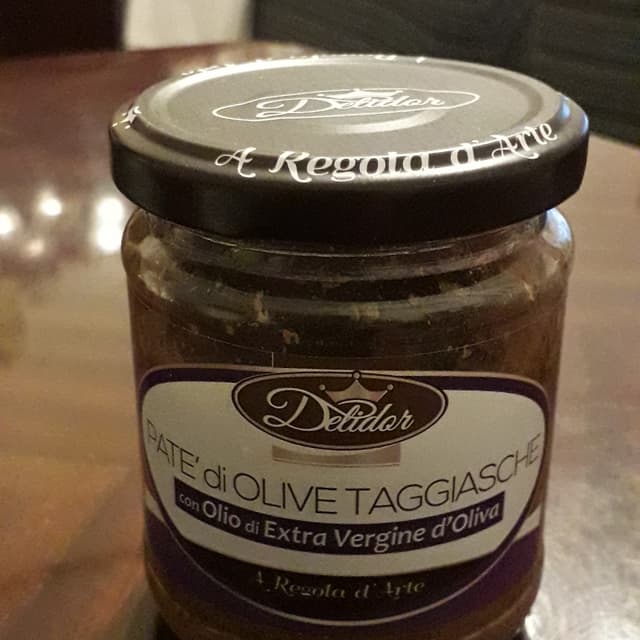 Delidor
A Regola d'Arte
Delidor
PATE' di OLIVE TAGGIASCHE
con Olio di Extra Vergine d'Oliva
A Regola d'Arte